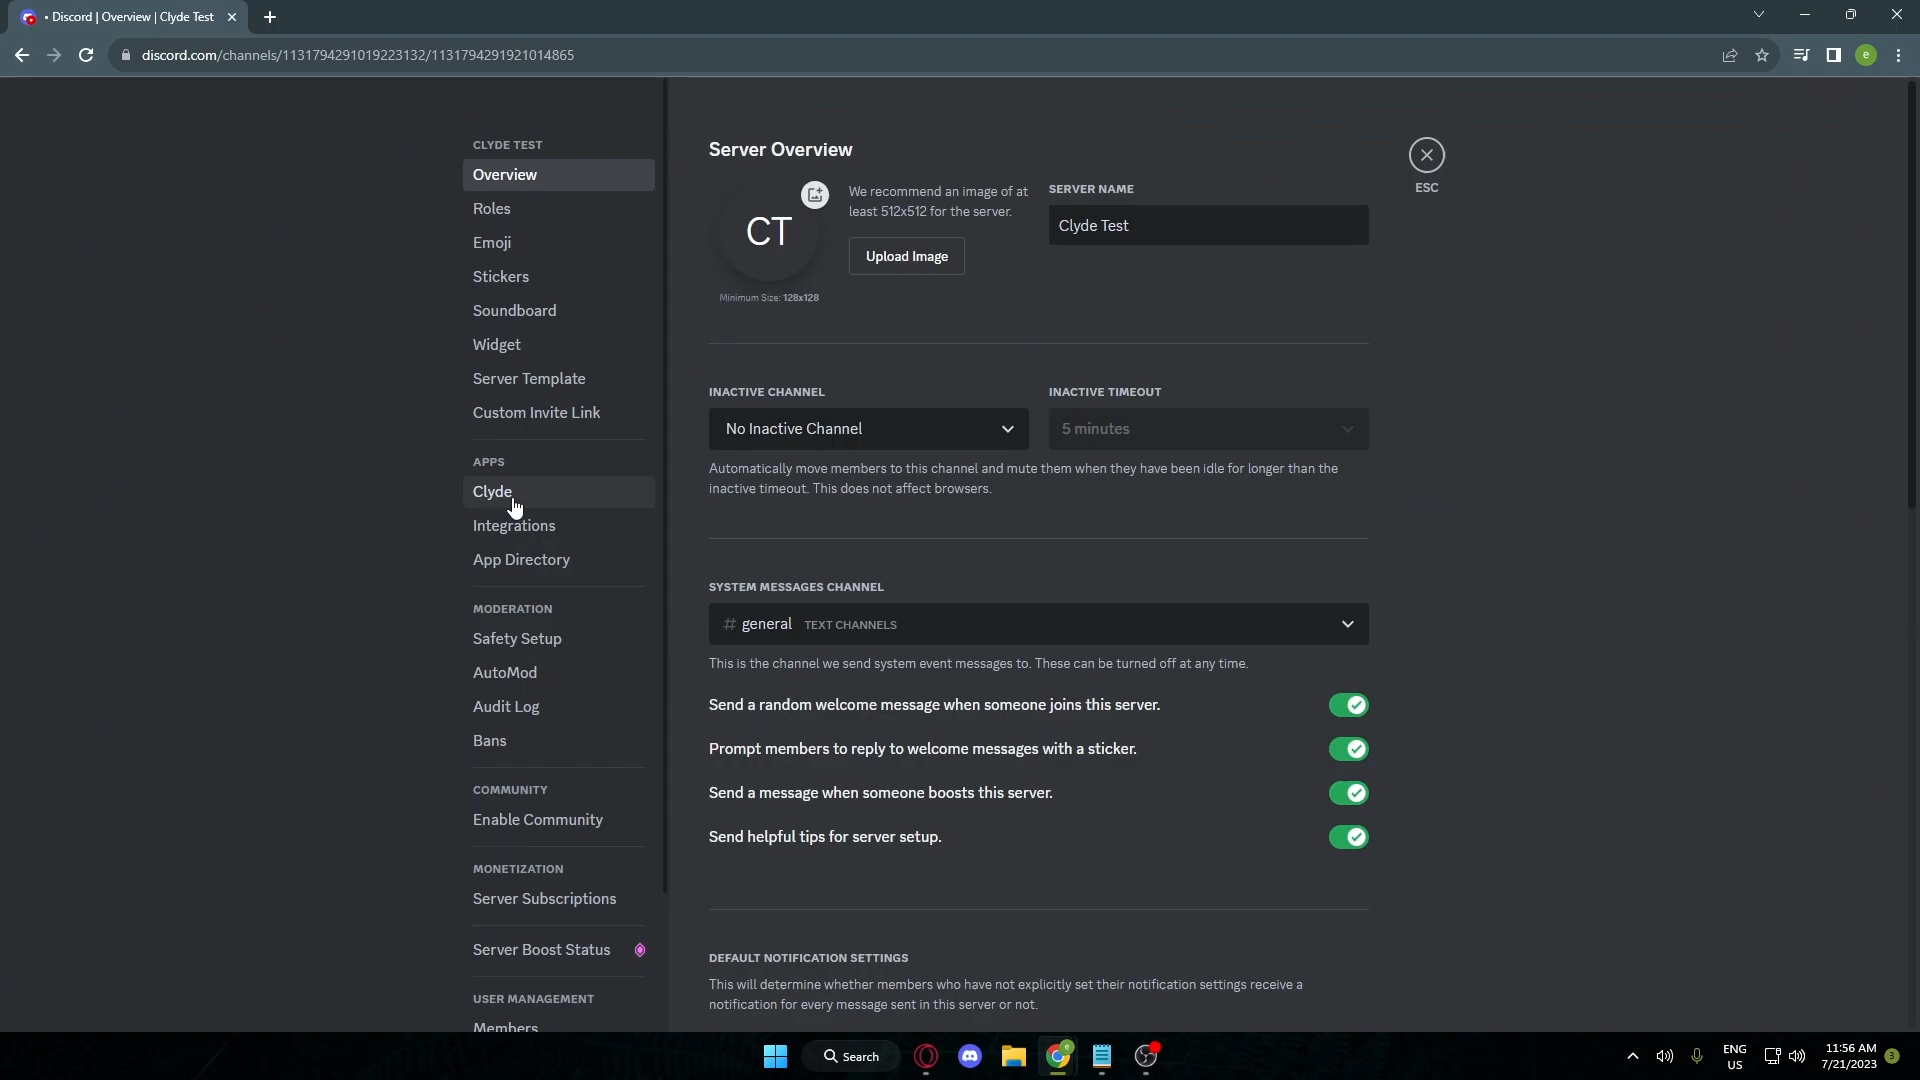 • Discord | Overview | Clyde Test
discord.com/channels/1131794291019223132/1131794291921014865
e
CLYDE TEST
Overview
Roles
Emoji
Stickers
Soundboard
Widget
Server Template
Custom Invite Link
APPS
Clyde
Integrations
App Directory
MODERATION
Safety Setup
AutoMod
Audit Log
Bans
COMMUNITY
Enable Community
MONETIZATION
Server Subscriptions
Server Boost Status
USER MANAGEMENT
Members
Server Overview
CT
Minimum Size: 128x128
We recommend an image of at
least 512x512 for the server.
Upload Image
SERVER NAME
Clyde Test
ESC
INACTIVE CHANNEL
No Inactive Channel
INACTIVE TIMEOUT
5 minutes
Automatically move members to this channel and mute them when they have been idle for longer than the
inactive timeout. This does not affect browsers.
SYSTEM MESSAGES CHANNEL
# general TEXT CHANNELS
This is the channel we send system event messages to. These can be turned off at any time.
Send a random welcome message when someone joins this server.
Prompt members to reply to welcome messages with a sticker.
Send a message when someone boosts this server.
Send helpful tips for server setup.
DEFAULT NOTIFICATION SETTINGS
This will determine whether members who have not explicitly set their notification settings receive a
notification for every message sent in this server or not.
Search
e
ENG
US
11:56 AM
7/21/2023
3